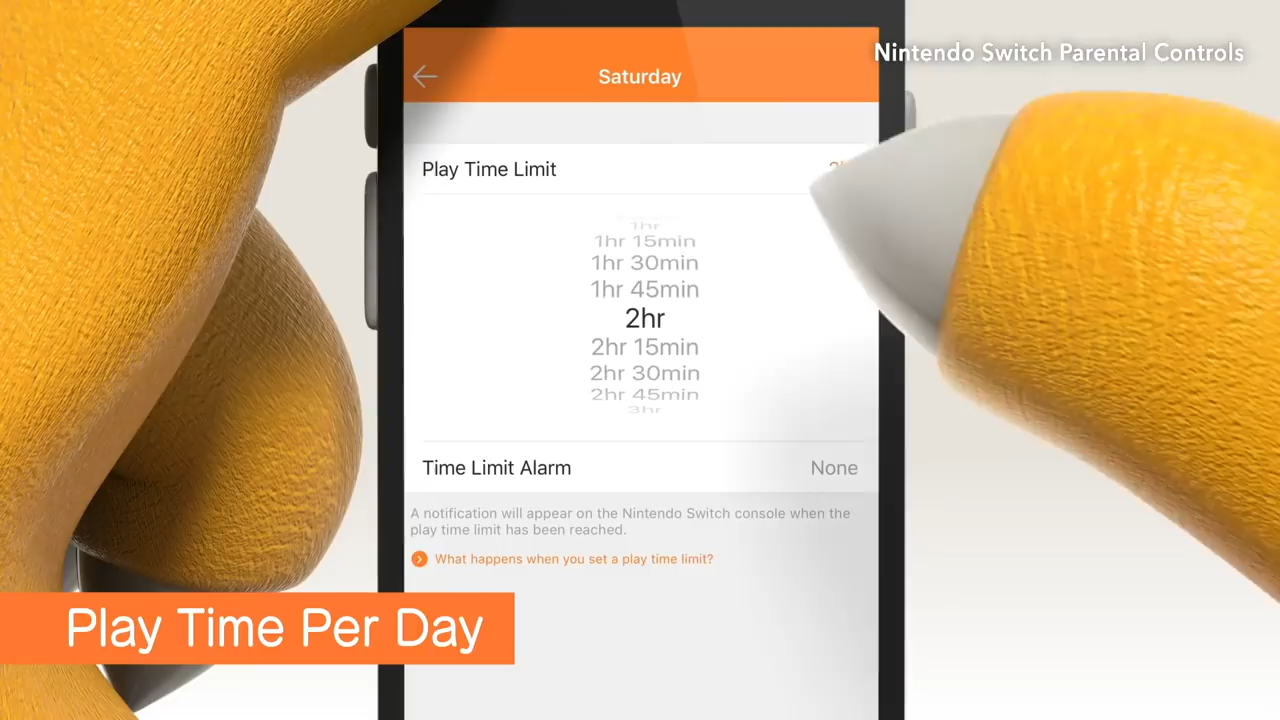 Nintendo Switch Parental Controls
Saturday
Play Time Limit
1hr
1hr 15min
1hr 30min
1hr 45min
2hr
2hr 15min
2hr 30min
2hr 45min
3hr
Time Limit Alarm None
A notification will appear on the Nintendo Switch console when the
play time limit has been reached.
What happens when you set a play time limit?
Play Time Per Day